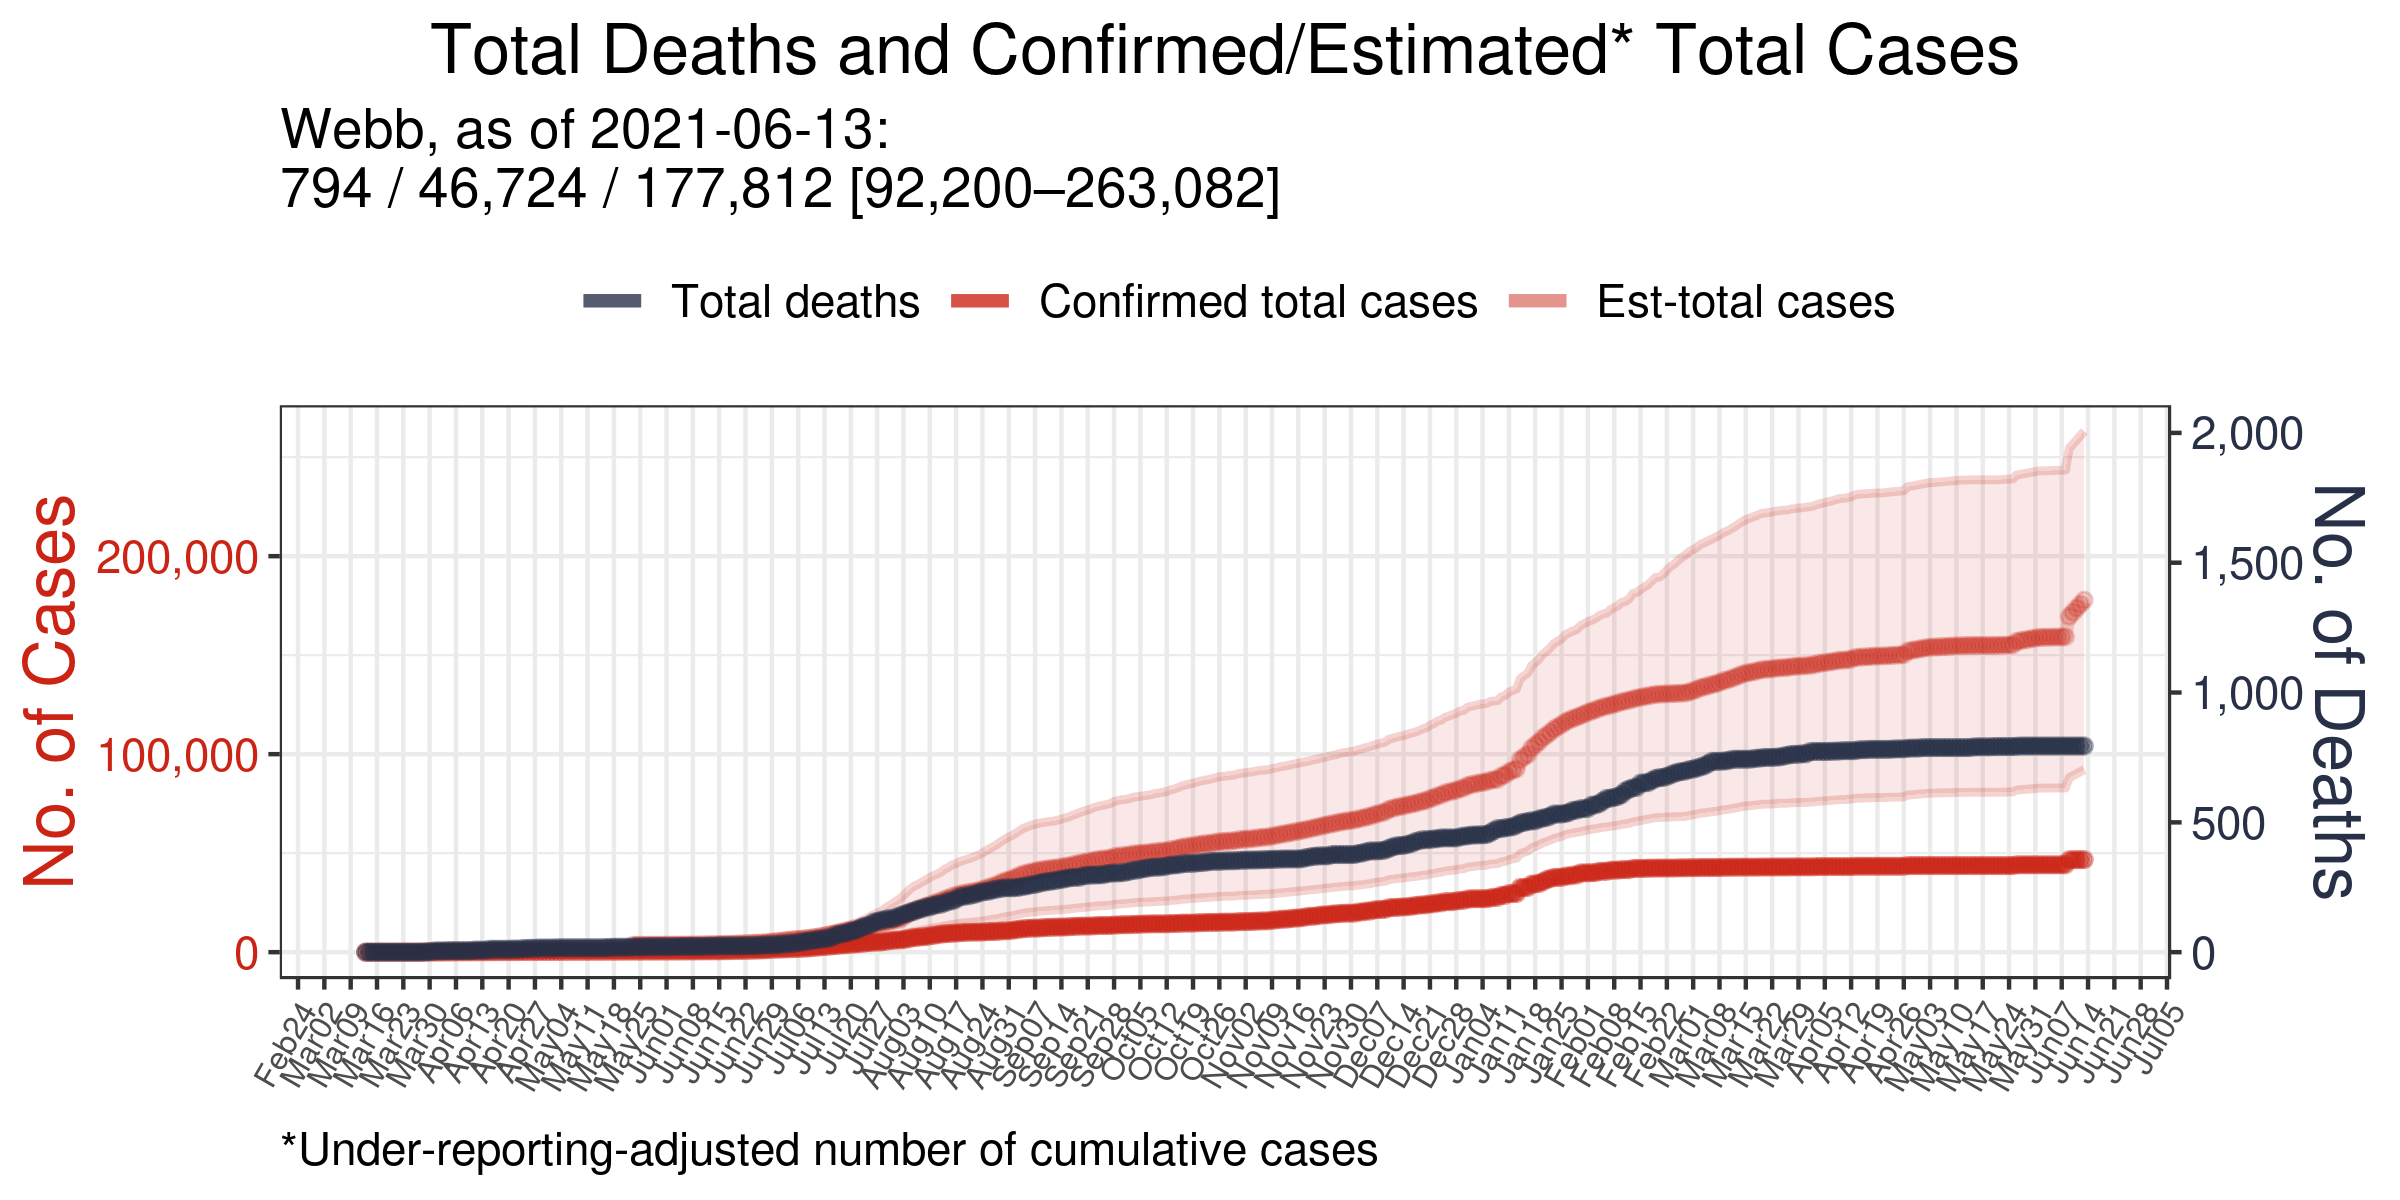 Total Deaths and Confirmed/Estimated* Total Cases
Webb, as of 2021-06-13:
794 / 46,724 / 177,812 [92,200–263,082]
Total deaths
Confirmed total cases
Est-total cases
No. of Cases
200,000
100,000
0
2,000
1,500
1,000
500
0
No. of Deaths
Feb24
Mar02
Mar09
Mar16
Mar23
Mar30
Apr06
Apr13
Apr20
Apr27
May04
May11
May18
May25
Jun01
Jun08
Jun15
Jun22
Jun29
Jul06
Jul13
Jul20
Jul27
Aug03
Aug10
Aug17
Aug24
Aug31
Sep07
Sep14
Sep21
Sep28
Oct05
Oct12
Oct19
Oct26
Nov02
Nov09
Nov16
Nov23
Nov30
Dec07
Dec14
Dec21
Dec28
Jan04
Jan11
Jan18
Jan25
Feb01
Feb08
Feb15
Feb22
Mar01
Mar08
Mar15
Mar22
Mar29
Apr05
Apr12
Apr19
Apr26
May03
May10
May17
May24
May31
Jun07
Jun14
Jun21
Jun28
Jul05
*Under-reporting-adjusted number of cumulative cases